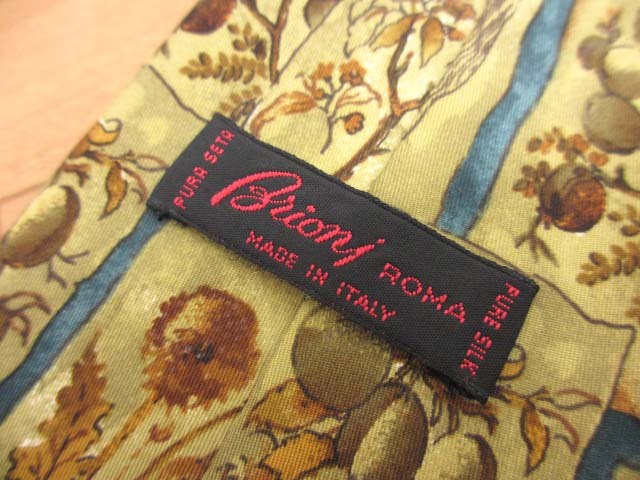 PURA SETA
Brioni
ROMA
MADE IN ITALY
PURE SILK